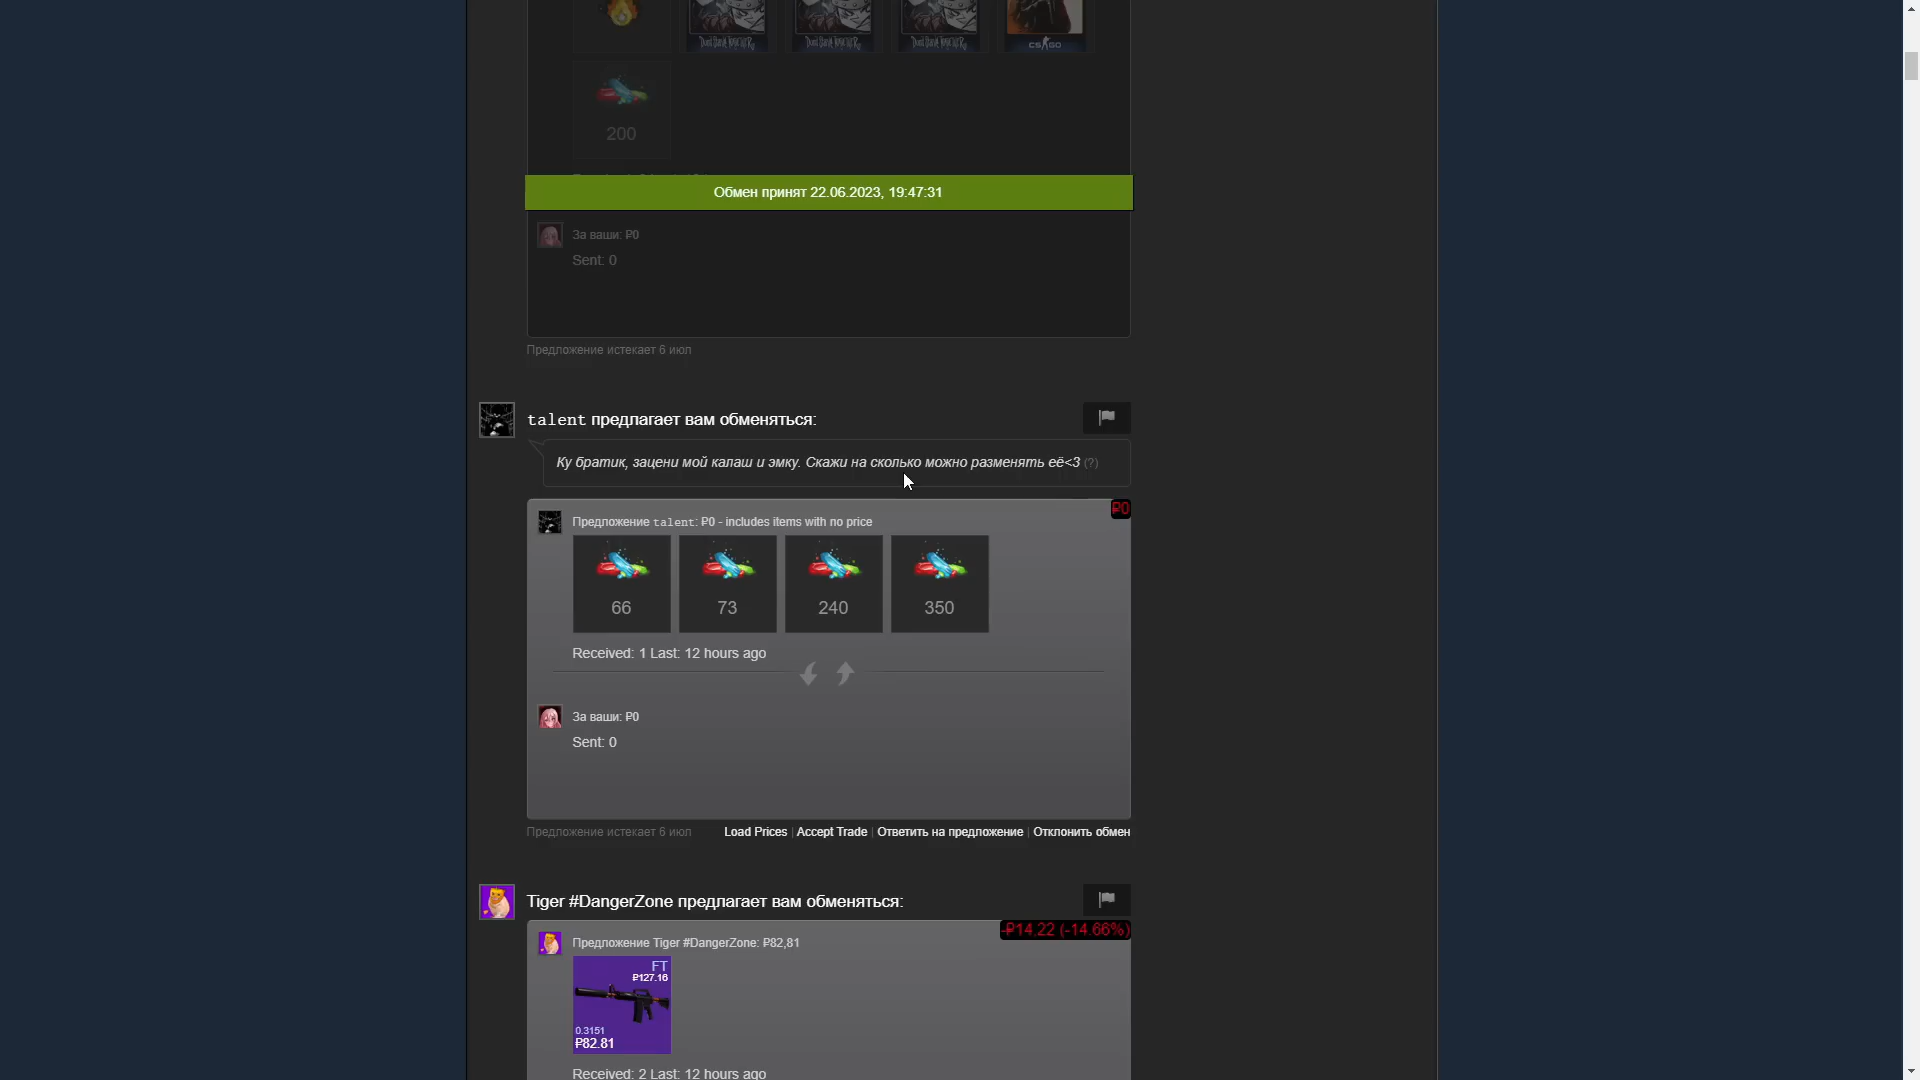 CS GO
200
Обмен принят 22.06.2023, 19:47:31
За ваши: ₽0
Sent: 0
Предложение истекает 6 июл
talent предлагает вам обменяться:
Ку братик, зацени мой калаш и эмку. Скажи на сколько можно разменять её<3 (?)
₽0
Предложение talent: ₽0 - includes items with no price
66 73 240 350
Received: 1 Last: 12 hours ago
За ваши: ₽0
Sent: 0
Предложение истекает 6 июл Load Prices | Accept Trade | Ответить на предложение | Отклонить обмен
Tiger #DangerZone предлагает вам обменяться:
-₽14.22 (-14.66%)
Предложение Tiger #DangerZone: ₽82,81
FT
₽127.16
0.3151
₽82.81
Received: 2 Last: 12 hours ago